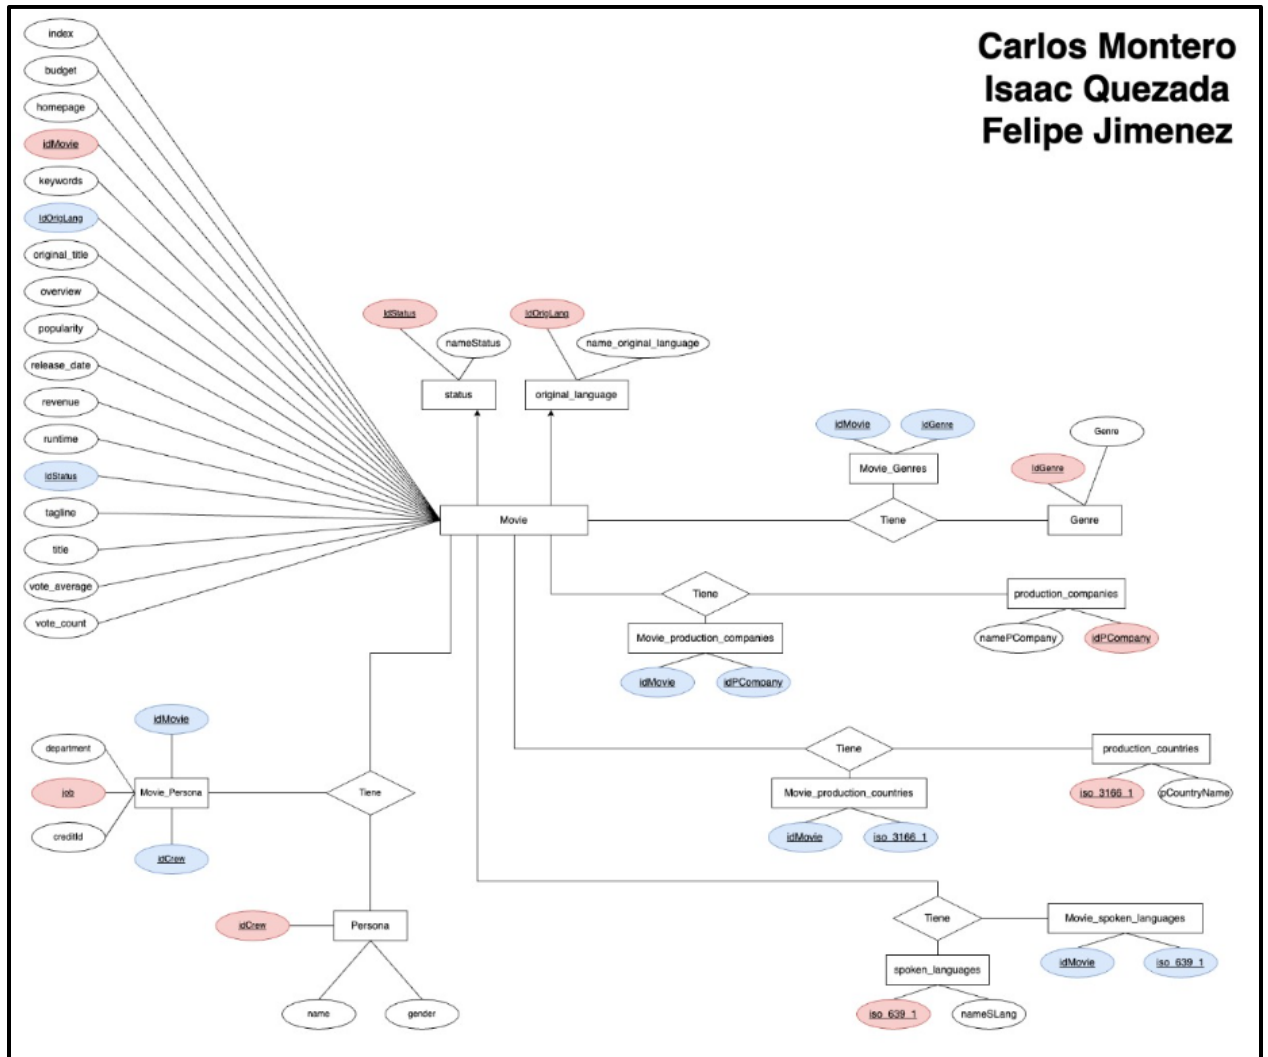 Carlos Montero
Isaac Quezada
Felipe Jimenez
index
budget
homepage
idMovie
keywords
idOrigLang
original_title
overview
popularity
release_date
revenue
runtime
idStatus
tagline
title
vote_average
vote_count
idStatus
nameStatus
status
idOrigLang
name_original_language
original_language
Movie
idMovie
idGenre
Movie_Genres
Tiene
Genre
idGenre
Genre
Tiene
Movie_production_companies
idMovie
idPCompany
production_companies
namePCompany
idPCompany
Tiene
Movie_production_countries
idMovie
iso_3166_1
production_countries
iso_3166_1
pCountryName
idMovie
department
job
creditId
Movie_Persona
idCrew
Tiene
idCrew
Persona
name
gender
Tiene
Movie_spoken_languages
idMovie
iso_639_1
spoken_languages
iso_639_1
nameSLang